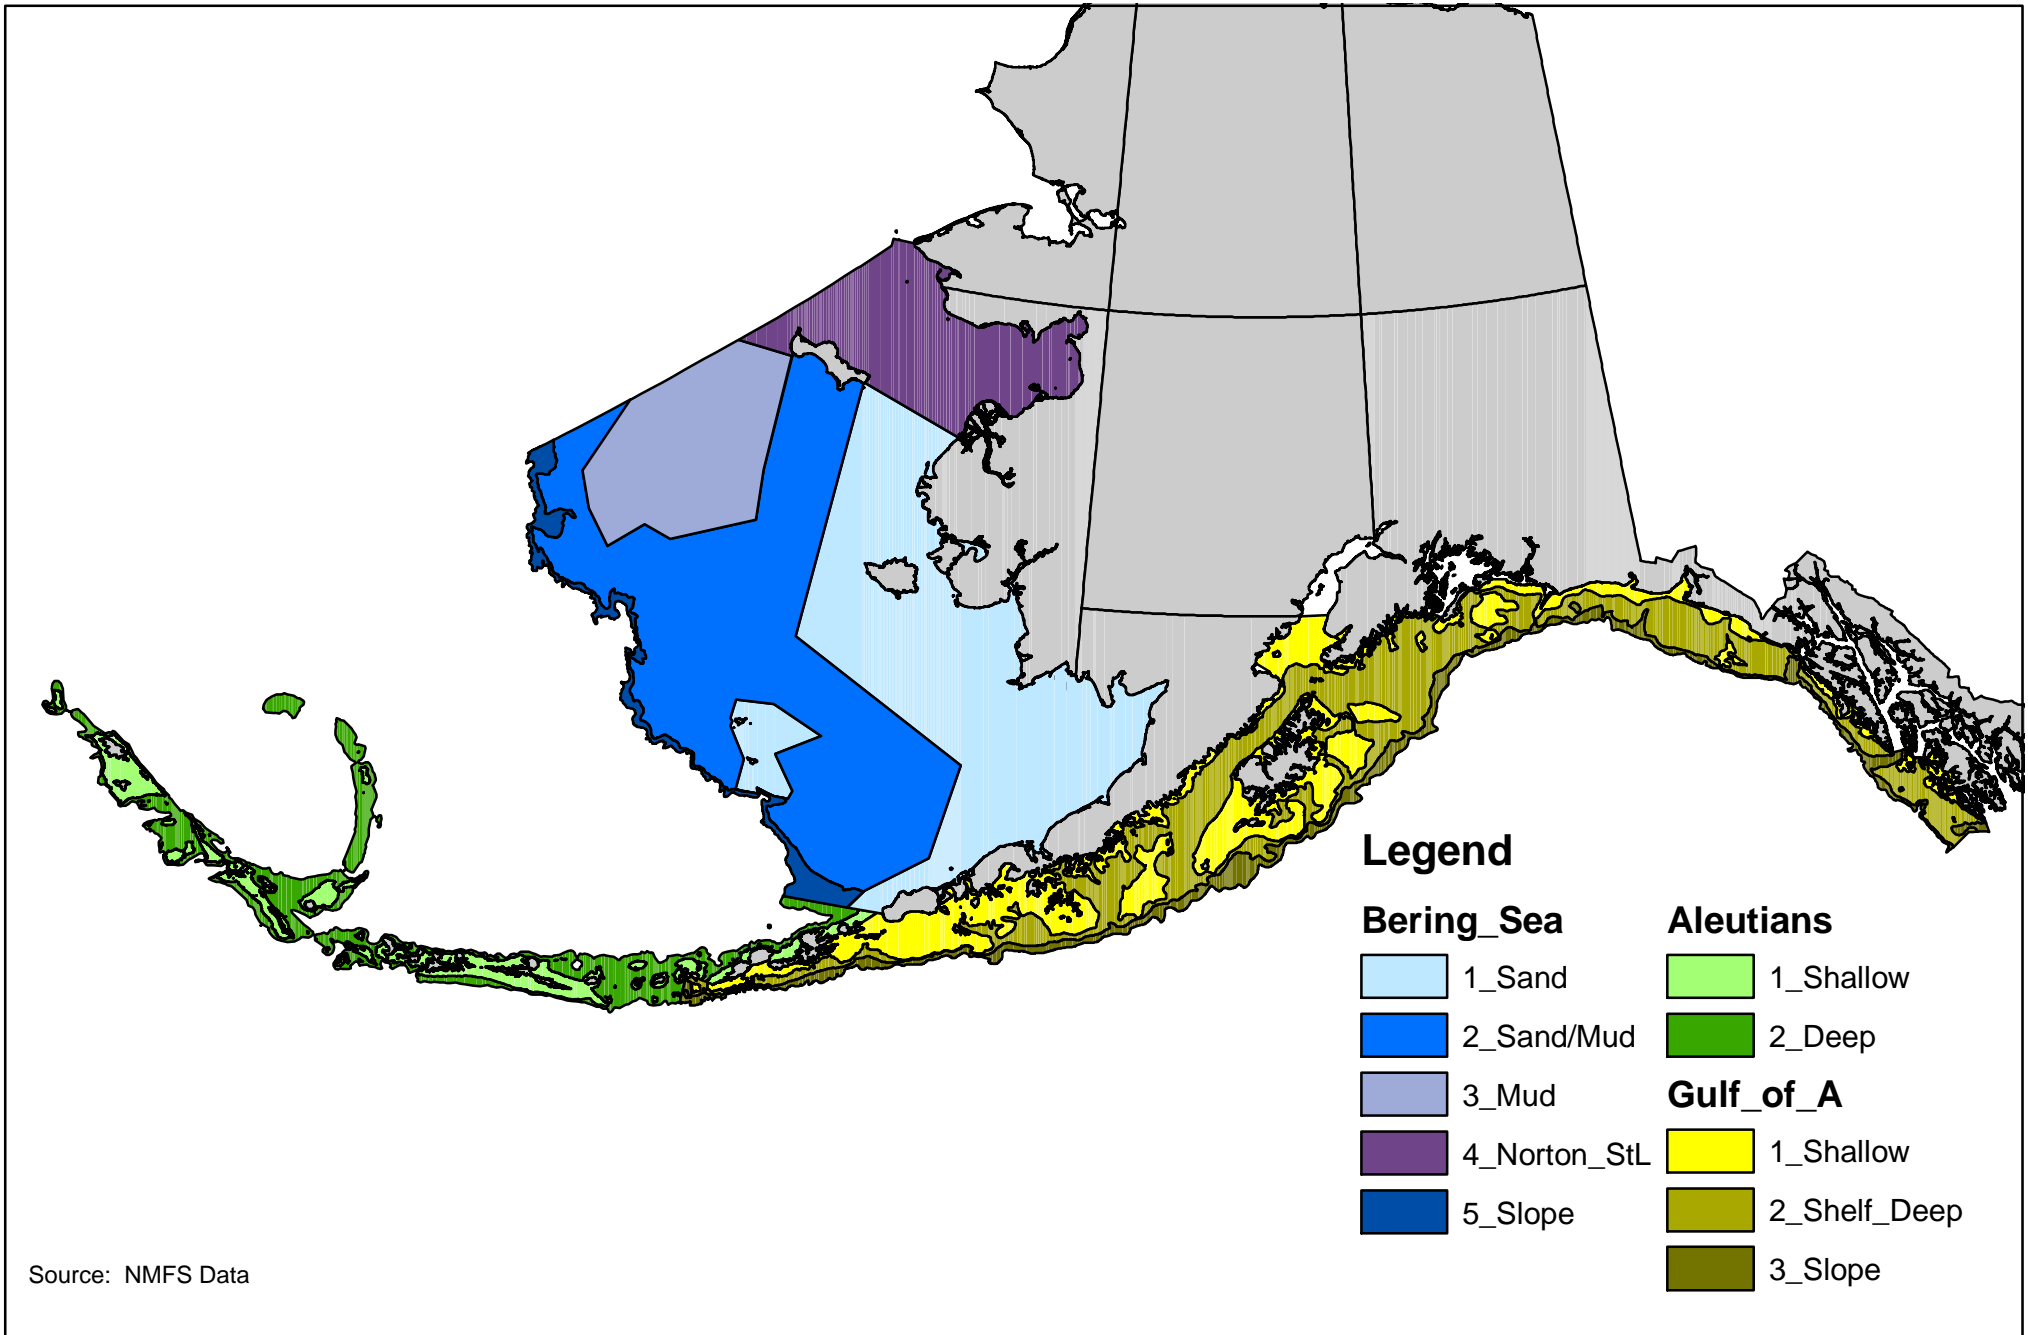 Legend
Bering_Sea
1_Sand
2_Sand/Mud
3_Mud
4_Norton_StL
5_Slope
Aleutians
1_Shallow
2_Deep
Gulf_of_A
1_Shallow
2_Shelf_Deep
3_Slope
Source: NMFS Data